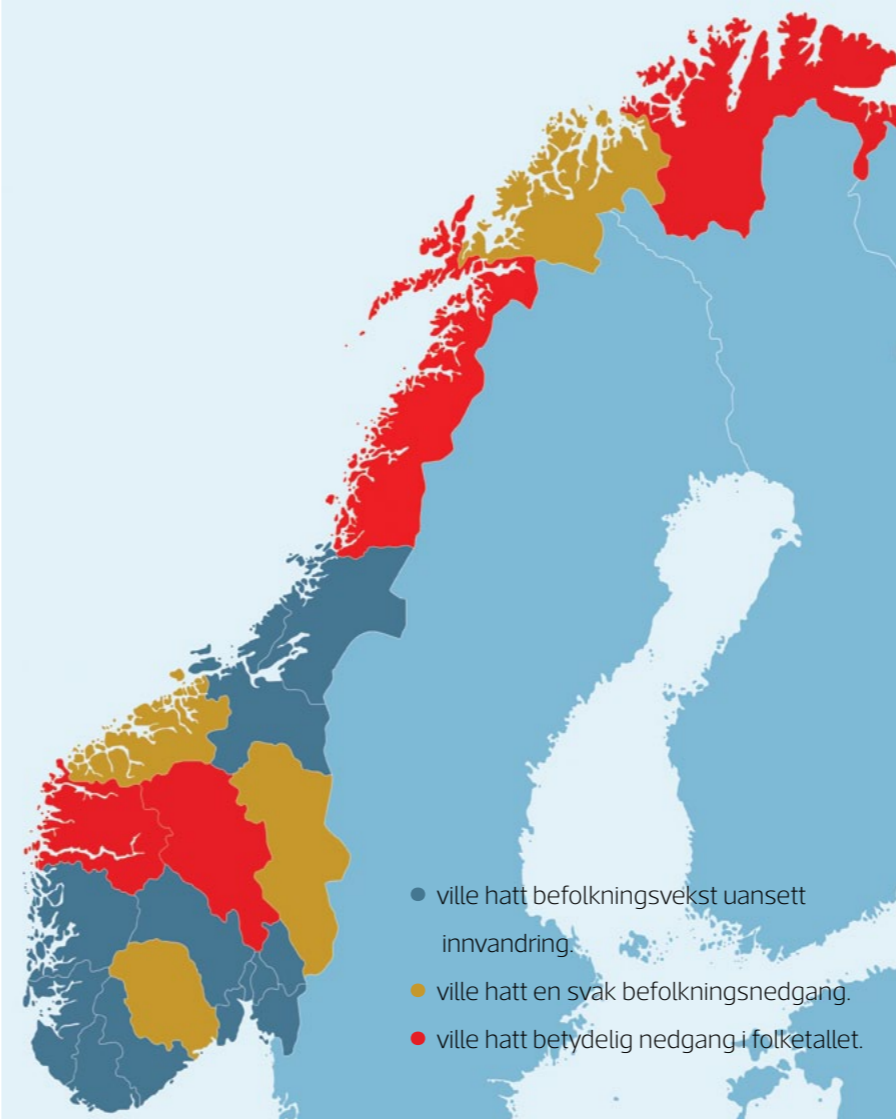 ville hatt befolkningsvekst uansett
innvandring.
ville hatt en svak befolkningsnedgang.
ville hatt betydelig nedgang i folketallet.